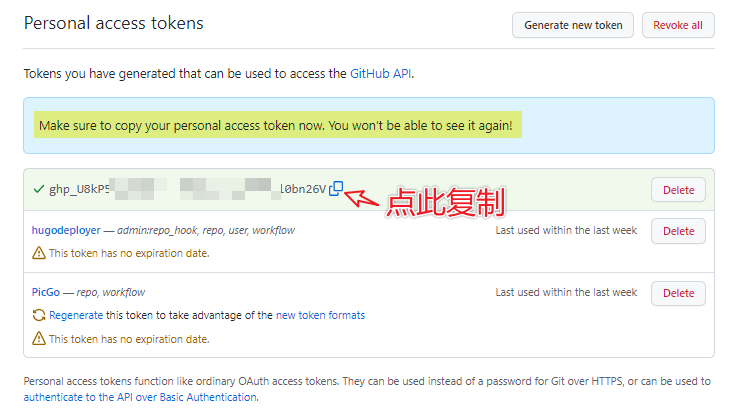 Personal access tokens
Generate new token
Revoke all
Tokens you have generated that can be used to access the GitHub API.
Make sure to copy your personal access token now. You won't be able to see it again!
ghp_U8kP5
l0bn26V
点此复制
Delete
hugodeployer — admin:repo_hook, repo, user, workflow
Last used within the last week
Delete
This token has no expiration date.
PicGo — repo, workflow
Last used within the last week
Delete
Regenerate this token to take advantage of the new token formats
This token has no expiration date.
Personal access tokens function like ordinary OAuth access tokens. They can be used instead of a password for Git over HTTPS, or can be used to
authenticate to the API over Basic Authentication.